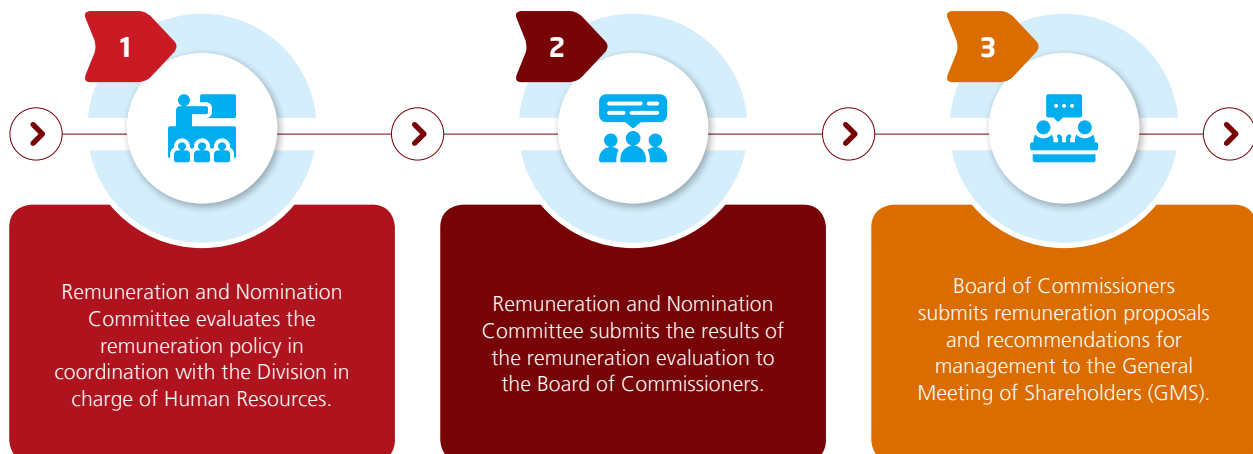 1
Remuneration and Nomination
Committee evaluates the
remuneration policy in
coordination with the Division in
charge of Human Resources.
2
Remuneration and Nomination
Committee submits the results of
the remuneration evaluation to
the Board of Commissioners.
3
Board of Commissioners
submits remuneration proposals
and recommendations for
management to the General
Meeting of Shareholders (GMS).